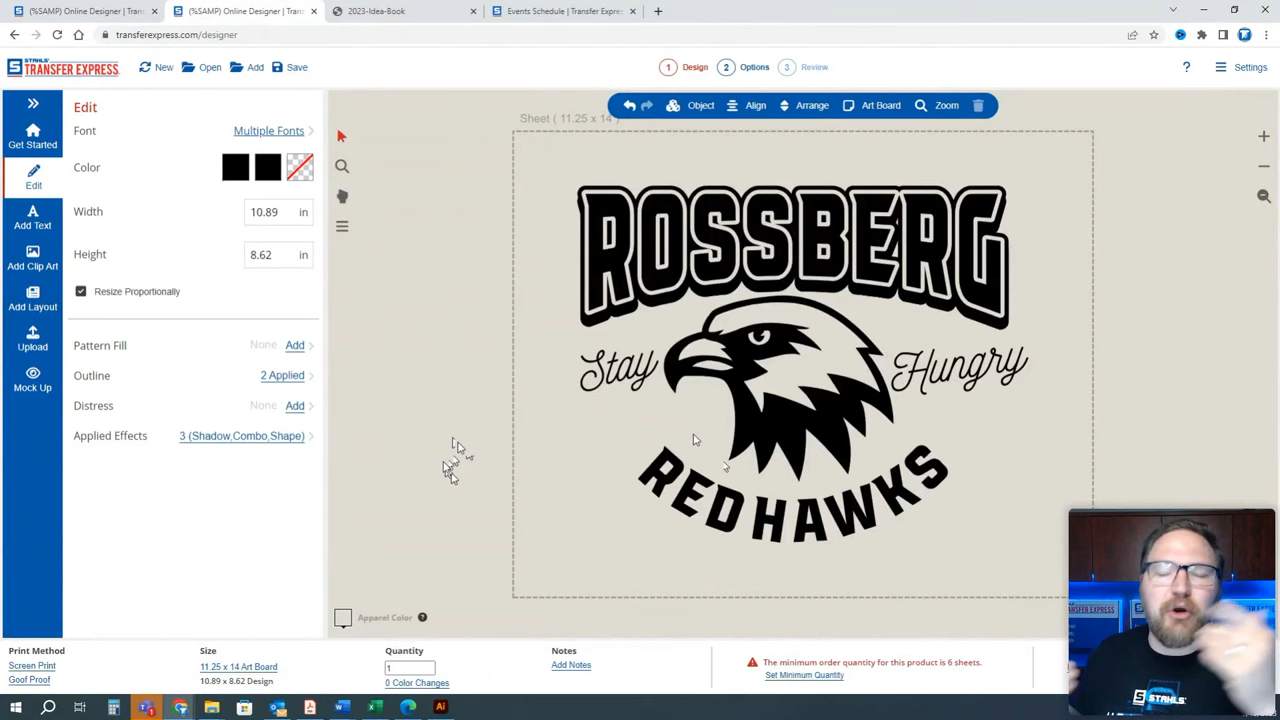 (%SAMP) Online Designer | Trans
(%SAMP) Online Designer | Trans
2023-Idea-Book
Events Schedule | Transfer Expres
transferexpress.com/designer
STAHLS'
TRANSFER EXPRESS
New
Open
Add
Save
1 Design
2 Options
3 Review
? Settings
Get Started
Edit
Add Text
Add Clip Art
Add Layout
Upload
Mock Up
Edit
Font Multiple Fonts
Color
Width 10.89 in
Height 8.62 in
Resize Proportionally
Pattern Fill None Add
Outline 2 Applied
Distress None Add
Applied Effects 3 (Shadow,Combo,Shape)
Object
Align
Arrange
Art Board
Zoom
Sheet ( 11.25 x 14
ROSSBERG
Stay Hungry
REDHAWKS
Apparel Color ?
Print Method
Screen Print
Goof Proof
Size
11.25 x 14 Art Board
10.89 x 8.62 Design
Quantity
1
0 Color Changes
Notes
Add Notes
The minimum order quantity for this product is 6 sheets.
Set Minimum Quantity
TRANSFER EXPRESS
STAHLS'